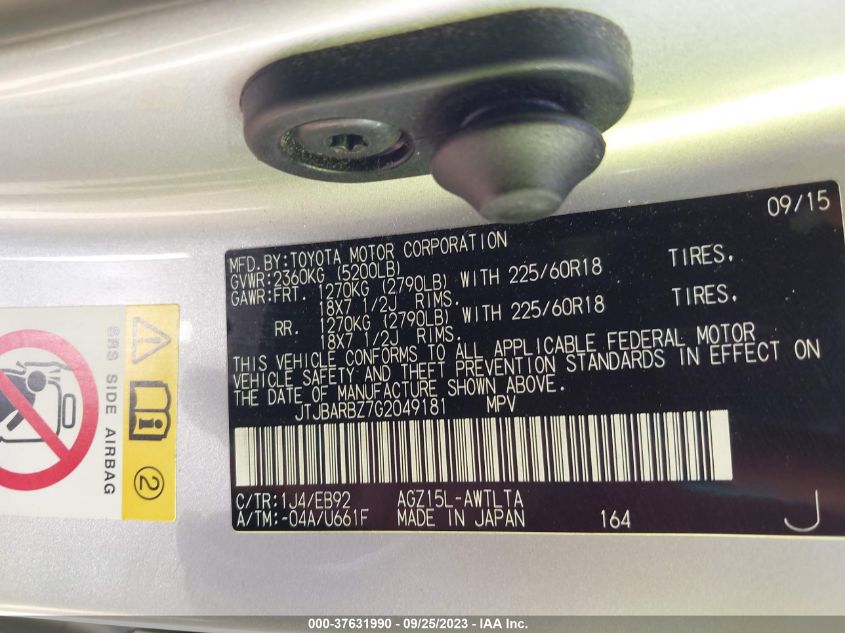 09/15
MFD.BY:TOYOTA MOTOR CORPORATION
GVWR:2360KG (5200LB)
GAWR:FRT. 1270KG (2790LB) WITH 225/60R18 TIRES.
18X7 1/2J RIMS.
RR. 1270KG (2790LB) WITH 225/60R18 TIRES.
18X7 1/2J RIMS.
THIS VEHICLE CONFORMS TO ALL APPLICABLE FEDERAL MOTOR
VEHICLE SAFETY AND THEFT PREVENTION STANDARDS IN EFFECT ON
THE DATE OF MANUFACTURE SHOWN ABOVE.
JTJBARBZ7G2049181 MPV
C/TR:1J4/EB92 AGZ15L-AWTLTA
A/TM:-04A/U661F MADE IN JAPAN 164 J
SRS SIDE AIRBAG
2
000-37631990 - 09/25/2023 - IAA Inc.